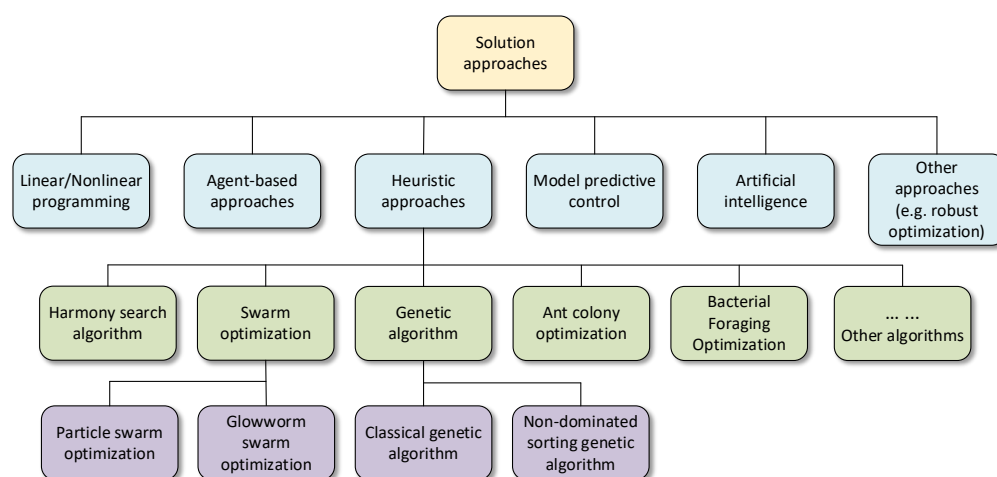 Solution
approaches
Linear/Nonlinear
programming
Agent-based
approaches
Heuristic
approaches
Model predictive
control
Artificial
intelligence
Other
approaches
(e.g. robust
optimization)
Harmony search
algorithm
Swarm
optimization
Genetic
algorithm
Ant colony
optimization
Bacterial
Foraging
Optimization
... ...
Other algorithms
Particle swarm
optimization
Glowworm
swarm
optimization
Classical genetic
algorithm
Non-dominated
sorting genetic
algorithm